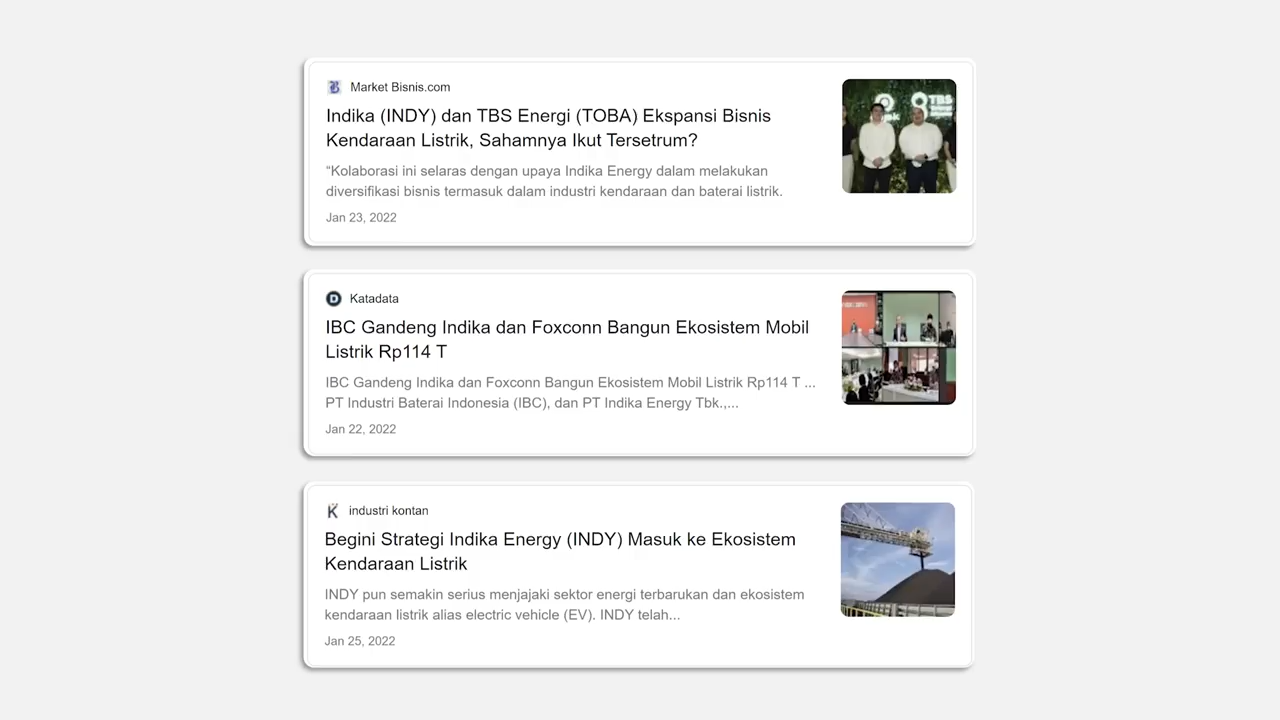 Market Bisnis.com
Indika (INDY) dan TBS Energi (TOBA) Ekspansi Bisnis
Kendaraan Listrik, Sahamnya Ikut Tersetrum?
“Kolaborasi ini selaras dengan upaya Indika Energy dalam melakukan
diversifikasi bisnis termasuk dalam industri kendaraan dan baterai listrik.
Jan 23, 2022
TBS
Katadata
IBC Gandeng Indika dan Foxconn Bangun Ekosistem Mobil
Listrik Rp114 T
IBC Gandeng Indika dan Foxconn Bangun Ekosistem Mobil Listrik Rp114 T ...
PT Industri Baterai Indonesia (IBC), dan PT Indika Energy Tbk.,...
Jan 22, 2022
industri kontan
Begini Strategi Indika Energy (INDY) Masuk ke Ekosistem
Kendaraan Listrik
INDY pun semakin serius menjajaki sektor energi terbarukan dan ekosistem
kendaraan listrik alias electric vehicle (EV). INDY telah...
Jan 25, 2022